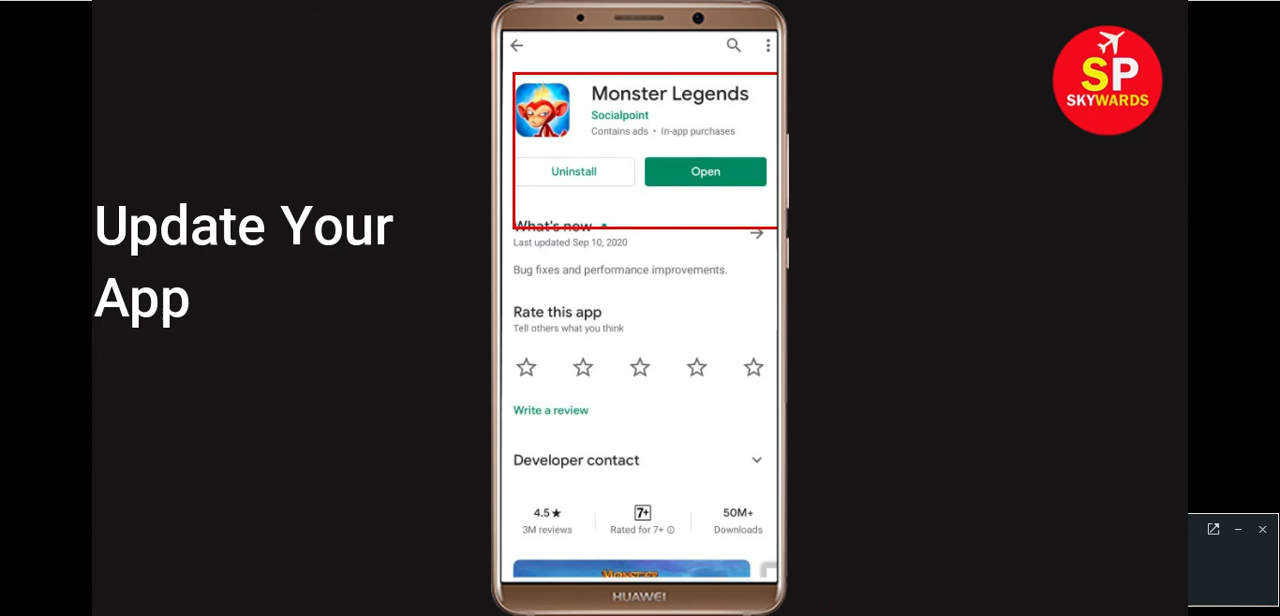 SP
SKYWARDS
Update Your
App
Monster Legends
Socialpoint
Contains ads • In-app purchases
Uninstall
Open
What's new
Last updated Sep 10, 2020
Bug fixes and performance improvements.
Rate this app
Tell others what you think
Write a review
Developer contact
4.5★
3M reviews
7+
Rated for 7+
50M+
Downloads
MONSTER
HUAWEI